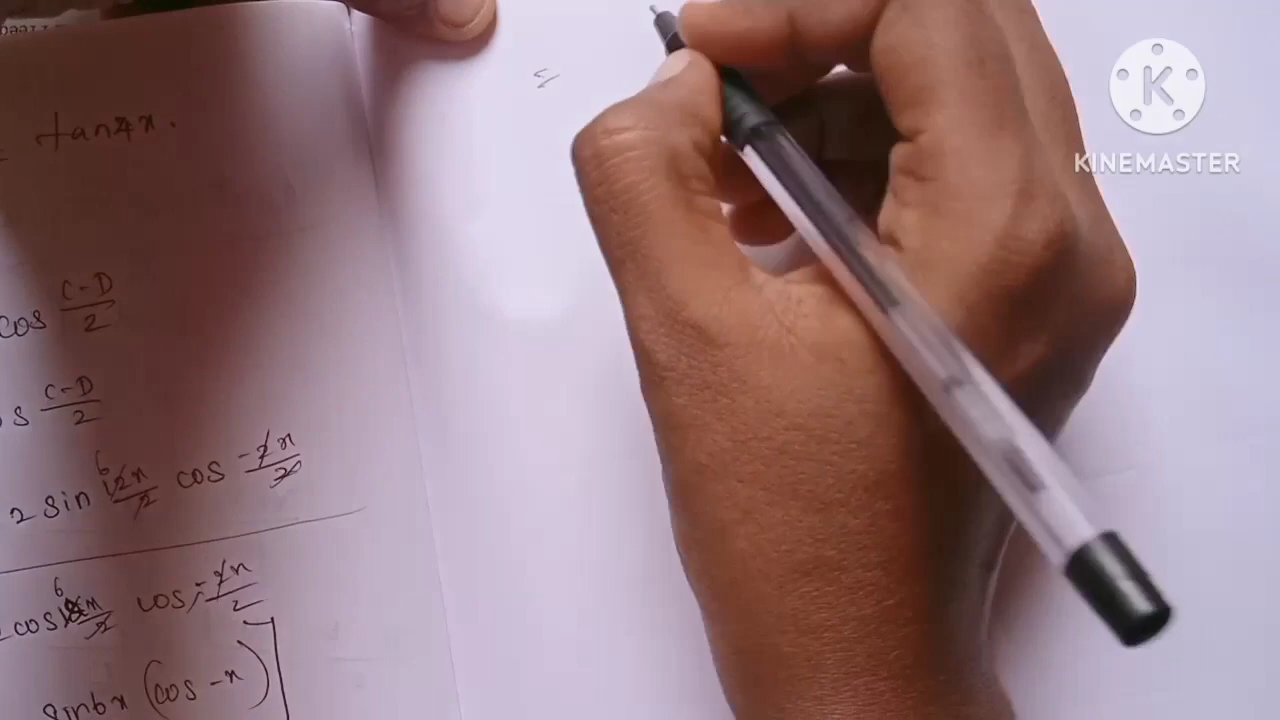 tan4x.
cos C-D/2
s C-D/2
2 sin 12x/2 cos -2x/2
6
cos 12x/2 cos -2x/2
6
sin6x (cos -x)]
=
K
KINEMASTER